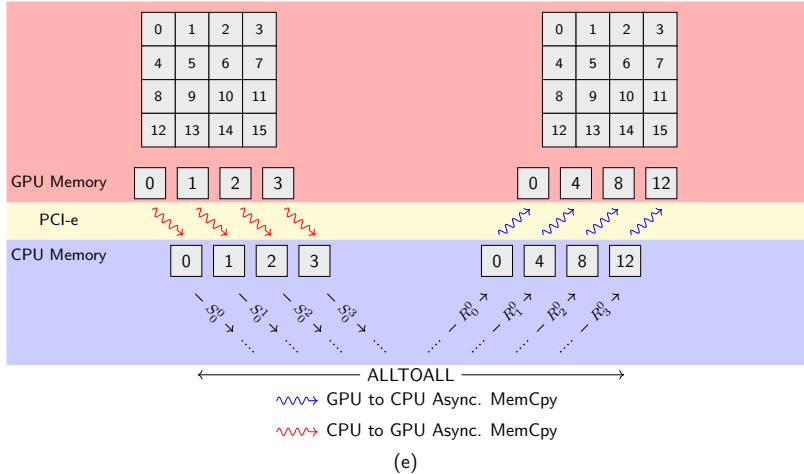 0 1 2 3 0 1 2 3
4 5 6 7 4 5 6 7
8 9 10 11 8 9 10 11
12 13 14 15 12 13 14 15
GPU Memory 0 1 2 3 0 4 8 12
PCI-e
CPU Memory 0 1 2 3 0 4 8 12
S_0^0 S_0^1 S_0^2 S_0^3 R_0^0 R_1^0 R_2^0 R_3^0
... ... ... ... ... ... ... ...
ALLTOALL
GPU to CPU Async. MemCpy
CPU to GPU Async. MemCpy
(e)